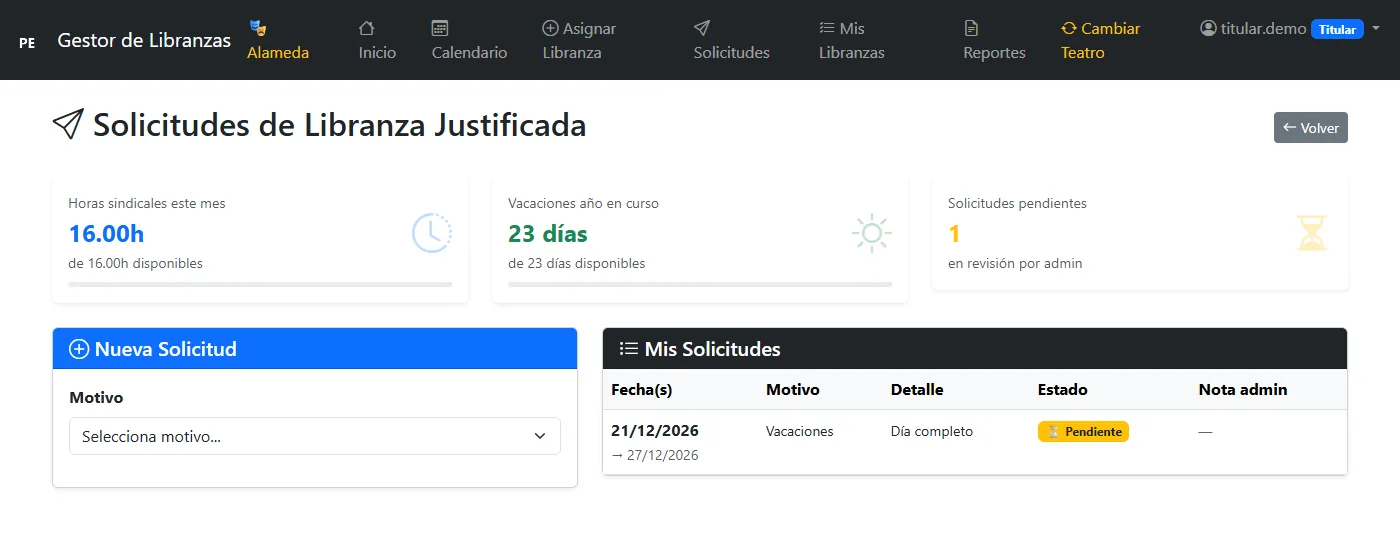 PE Gestor de Libranzas
Alameda
Inicio
Calendario
Asignar
Libranza
Solicitudes
Mis
Libranzas
Reportes
Cambiar
Teatro
titular.demo Titular
Solicitudes de Libranza Justificada
← Volver
Horas sindicales este mes
16.00h
de 16.00h disponibles
Vacaciones año en curso
23 días
de 23 días disponibles
Solicitudes pendientes
1
en revisión por admin
Nueva Solicitud
Motivo
Selecciona motivo...
Mis Solicitudes
Fecha(s) Motivo Detalle Estado Nota admin
21/12/2026 Vacaciones Día completo Pendiente —
→ 27/12/2026